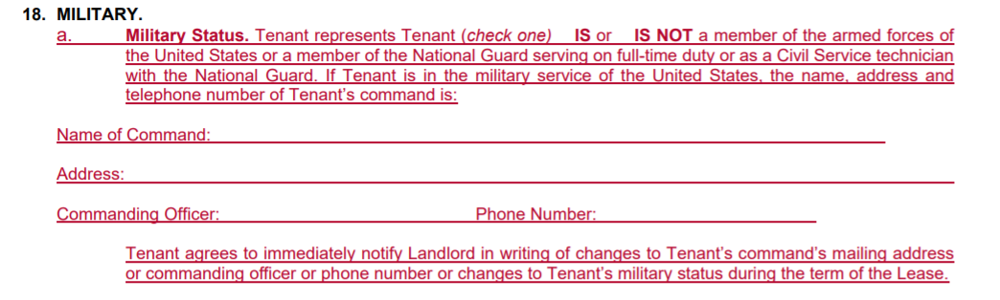 18. MILITARY.
a. Military Status. Tenant represents Tenant (check one) IS or IS NOT a member of the armed forces of
the United States or a member of the National Guard serving on full-time duty or as a Civil Service technician
with the National Guard. If Tenant is in the military service of the United States, the name, address and
telephone number of Tenant's command is:
Name of Command:
Address:
Commanding Officer: Phone Number:
Tenant agrees to immediately notify Landlord in writing of changes to Tenant's command's mailing address
or commanding officer or phone number or changes to Tenant's military status during the term of the Lease.